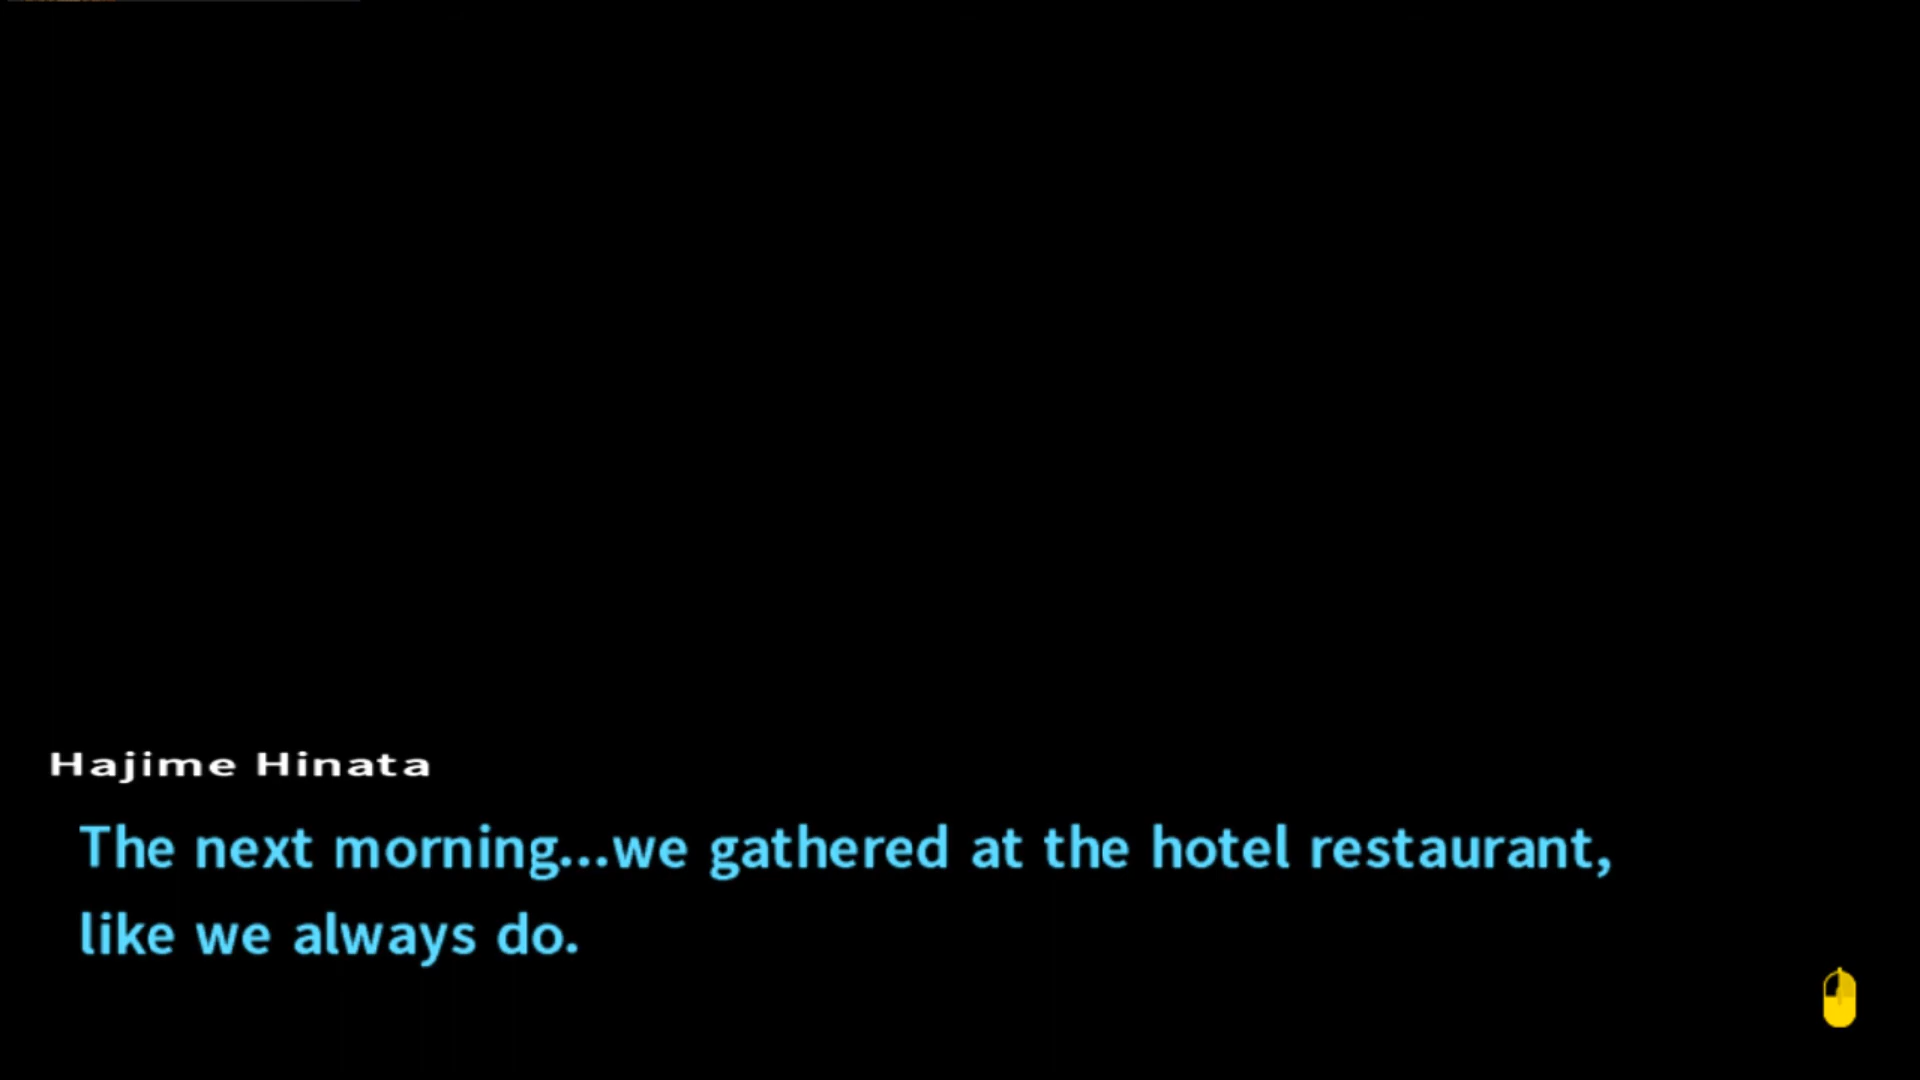 Hajime Hinata
The next morning...we gathered at the hotel restaurant,
like we always do.